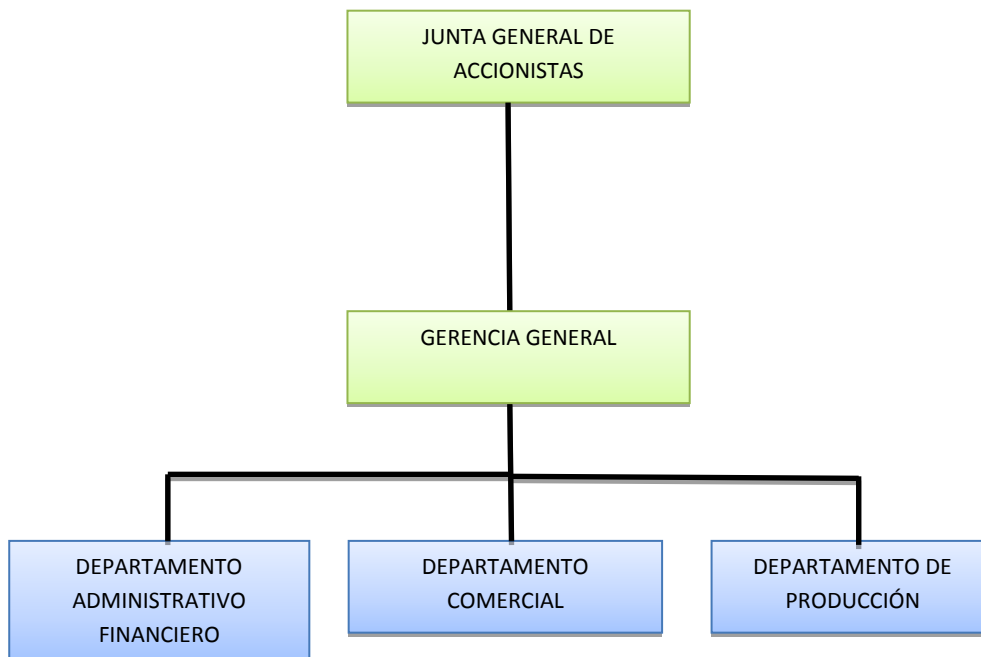 JUNTA GENERAL DE
ACCIONISTAS
GERENCIA GENERAL
DEPARTAMENTO
ADMINISTRATIVO
FINANCIERO
DEPARTAMENTO
COMERCIAL
DEPARTAMENTO DE
PRODUCCIÓN